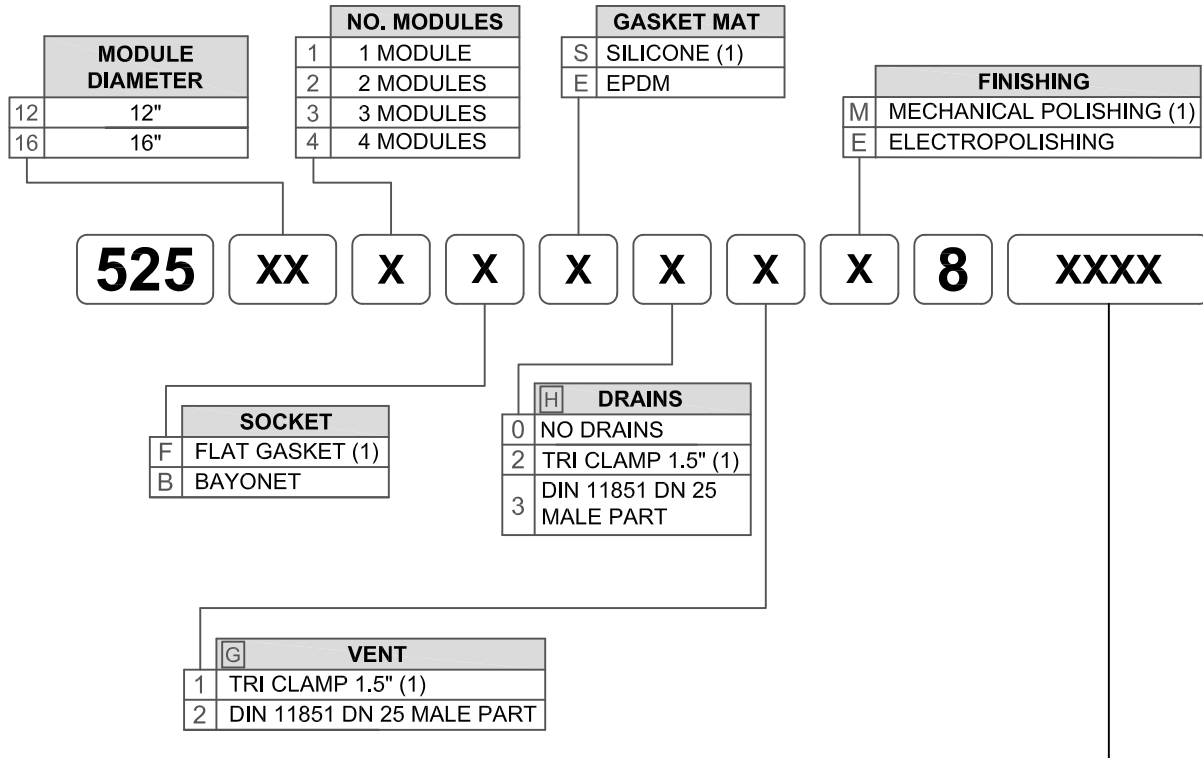 MODULE
DIAMETER
12 12"
16 16"
NO. MODULES
1 1 MODULE
2 2 MODULES
3 3 MODULES
4 4 MODULES
GASKET MAT
S SILICONE (1)
E EPDM
FINISHING
M MECHANICAL POLISHING (1)
E ELECTROPOLISHING
525 XX X X X X X X 8 XXXX
SOCKET
F FLAT GASKET (1)
B BAYONET
H DRAINS
0 NO DRAINS
2 TRI CLAMP 1.5" (1)
3 DIN 11851 DN 25
MALE PART
G VENT
1 TRI CLAMP 1.5" (1)
2 DIN 11851 DN 25 MALE PART